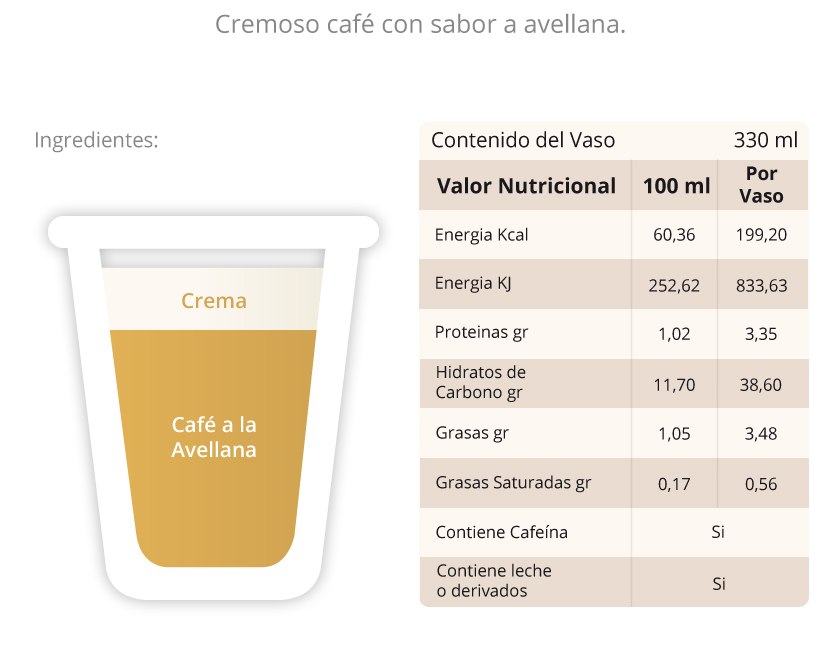 Cremoso café con sabor a avellana.
Ingredientes:
Crema
Café a la
Avellana
Contenido del Vaso 330 ml
Valor Nutricional 100 ml Por Vaso
Energia Kcal 60,36 199,20
Energia KJ 252,62 833,63
Proteinas gr 1,02 3,35
Hidratos de
Carbono gr 11,70 38,60
Grasas gr 1,05 3,48
Grasas Saturadas gr 0,17 0,56
Contiene Cafeína Si
Contiene leche
o derivados Si